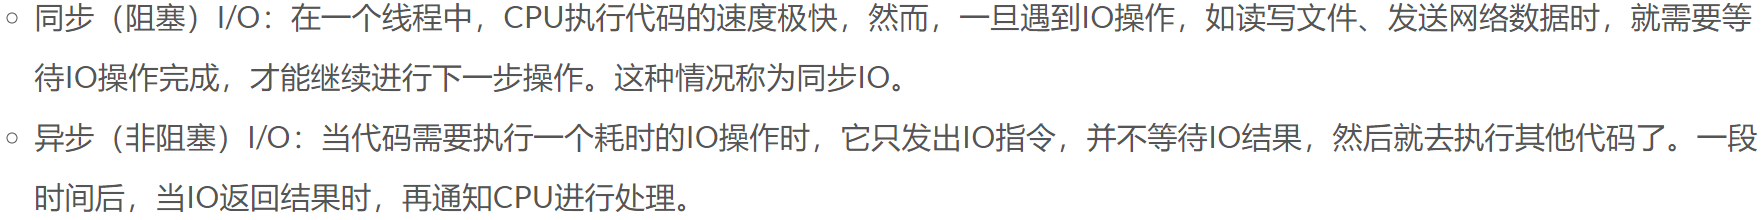 同步（阻塞）I/O：在一个线程中，CPU执行代码的速度极快，然而，一旦遇到IO操作，如读写文件、发送网络数据时，就需要等
待IO操作完成，才能继续进行下一步操作。这种情况称为同步IO。
异步（非阻塞）I/O：当代码需要执行一个耗时的IO操作时，它只发出IO指令，并不等待IO结果，然后就去执行其他代码了。一段
时间后，当IO返回结果时，再通知CPU进行处理。